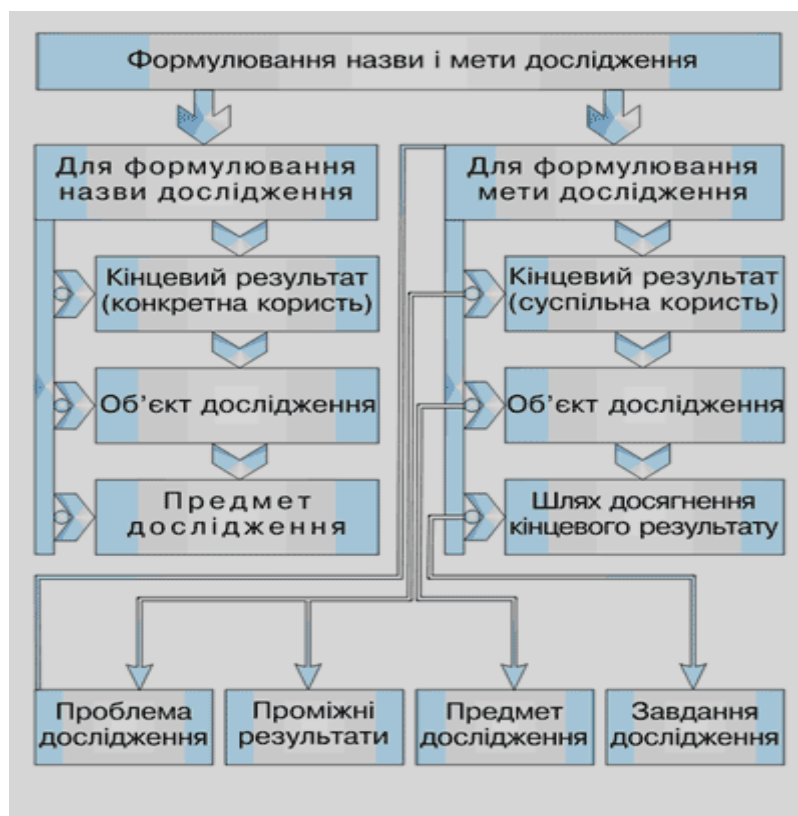 Формулювання назви і мети дослідження
Для формулювання
назви дослідження
Кінцевий результат
(конкретна користь)
Об’єкт дослідження
Предмет
дослідження
Для формулювання
мети дослідження
Кінцевий результат
(суспільна користь)
Об’єкт дослідження
Шлях досягнення
кінцевого результату
Проблема
дослідження
Проміжні
результати
Предмет
дослідження
Завдання
дослідження